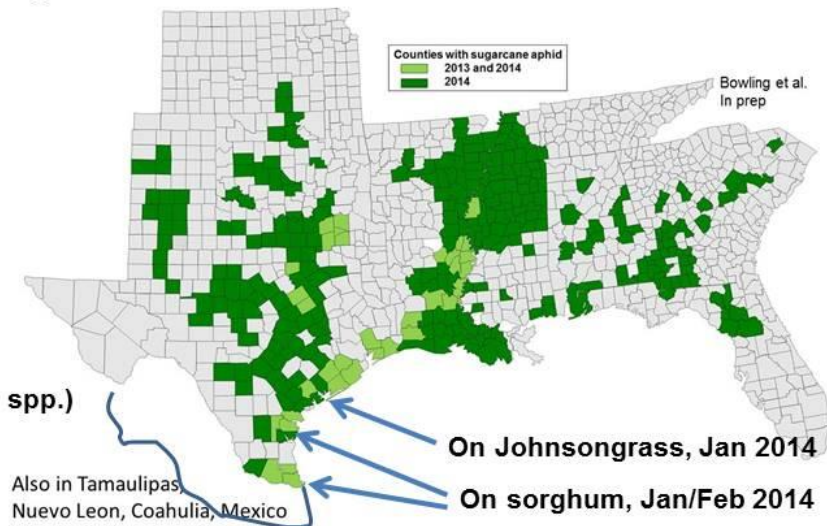 Counties with sugarcane aphid
2013 and 2014
2014
Bowling et al.
In prep
spp.)
On Johnsongrass, Jan 2014
On sorghum, Jan/Feb 2014
Also in Tamaulipas,
Nuevo Leon, Coahulia, Mexico